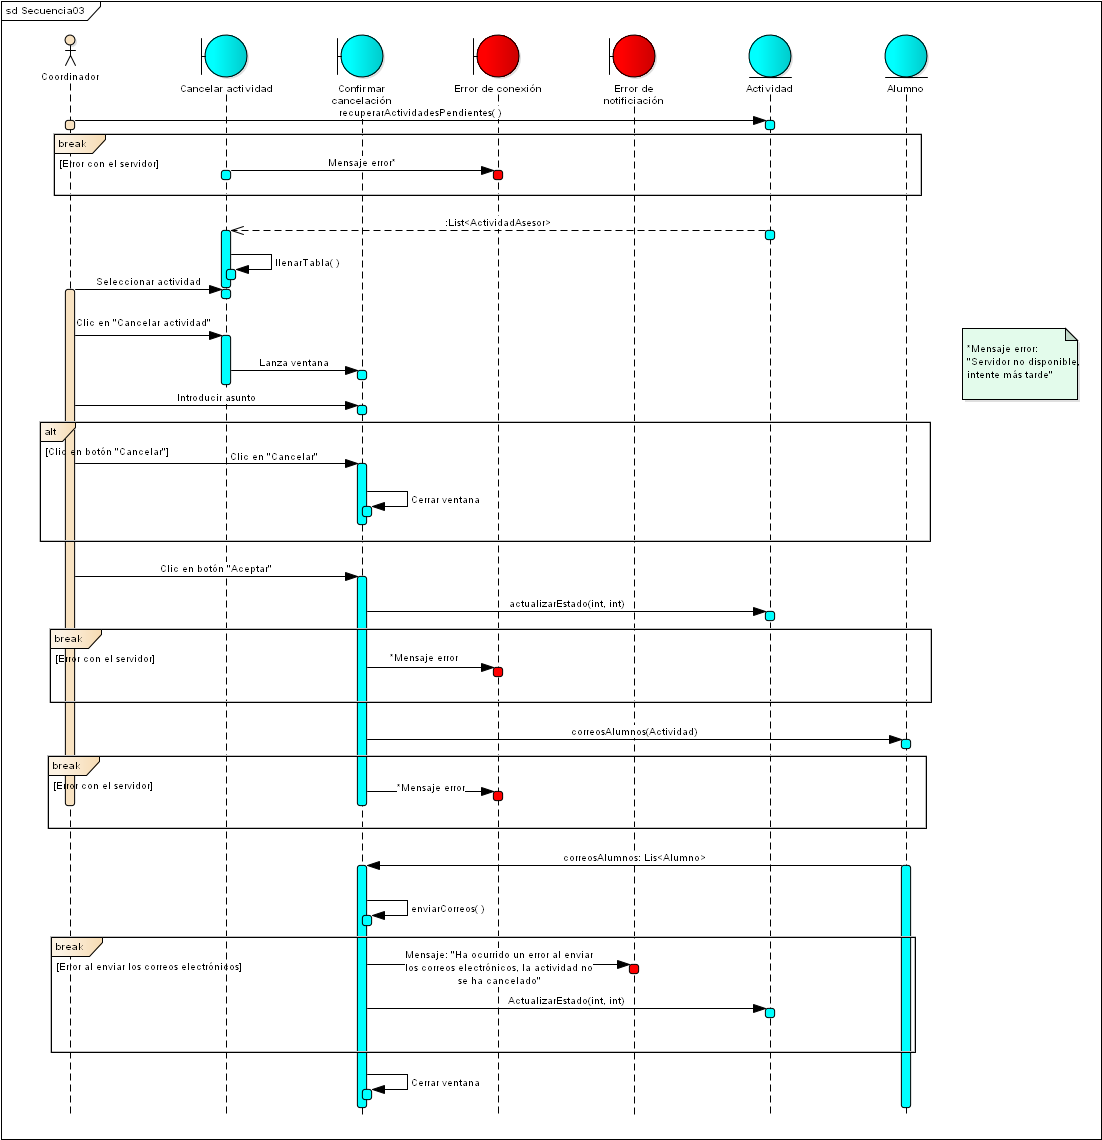 sd Secuencia03
Coordinador
Cancelar actividad
Confirmar
cancelación
Error de conexión
Error de
notificiación
Actividad
Alumno
recuperarActividadesPendientes( )
break
[Error con el servidor]
Mensaje error*
:List<ActividadAsesor>
llenarTabla( )
Seleccionar actividad
Clic en "Cancelar actividad"
*Mensaje error:
"Servidor no disponible,
intente más tarde"
Lanza ventana
Introducir asunto
alt
[Clic en botón "Cancelar"]
Clic en "Cancelar"
Cerrar ventana
Clic en botón "Aceptar"
actualizarEstado(int, int)
break
[Error con el servidor]
*Mensaje error
correosAlumnos(Actividad)
break
[Error con el servidor]
*Mensaje error
correosAlumnos: Lis<Alumno>
enviarCorreos( )
break
[Error al enviar los correos electrónicos]
Mensaje: "Ha ocurrido un error al enviar
los correos electrónicos, la actividad no
se ha cancelado"
ActualizarEstado(int, int)
Cerrar ventana